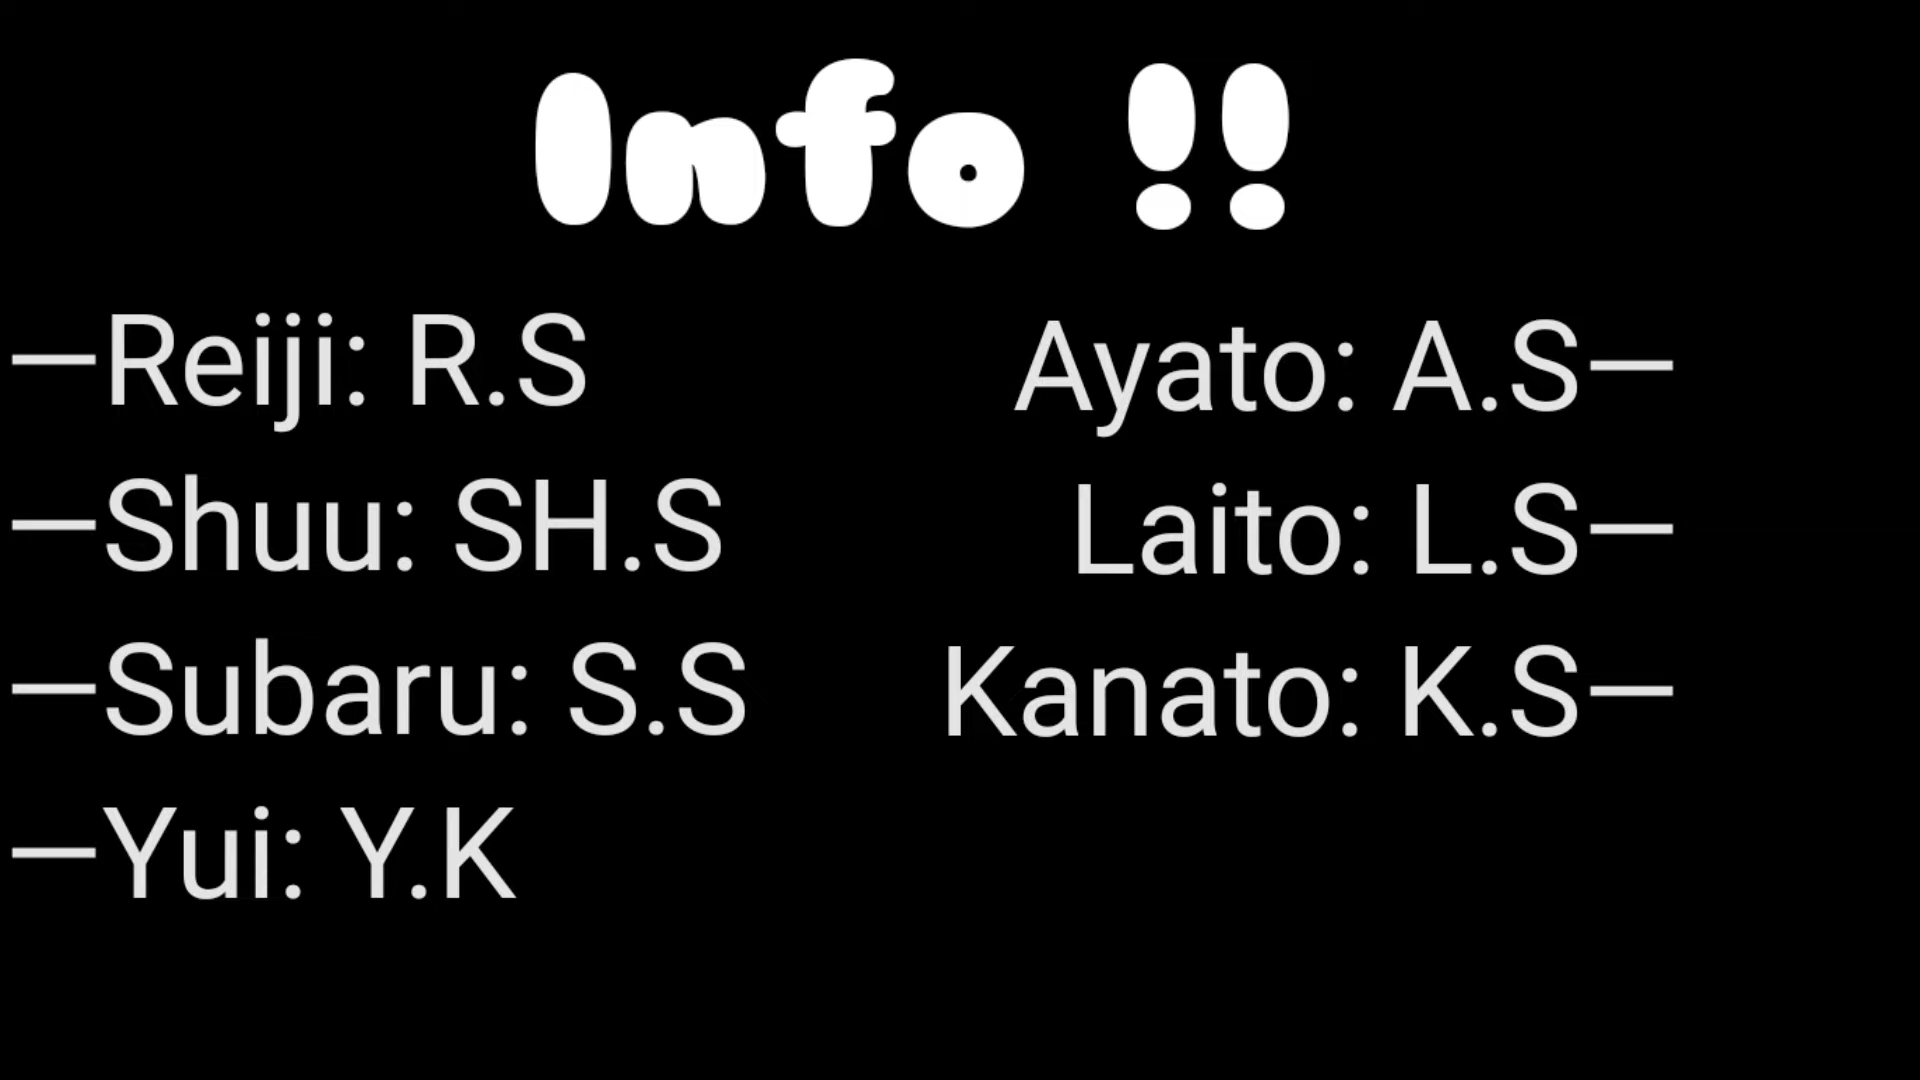 Info !!
—Reiji: R.S
—Shuu: SH.S
—Subaru: S.S
—Yui: Y.K
Ayato: A.S—
Laito: L.S—
Kanato: K.S—